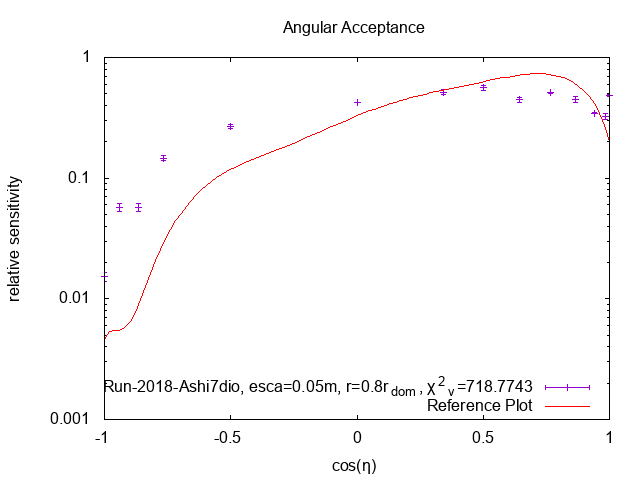 Angular Acceptance
1
0.1
0.01
0.001
relative sensitivity
Run-2018-Ashi7dio, esca=0.05m, r=0.8r_dom, χ²_v=718.7743
Reference Plot
-1 -0.5 0 0.5 1
cos(η)